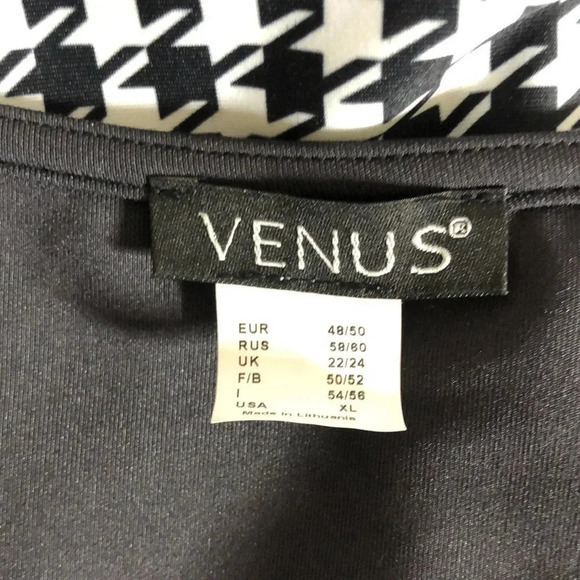 VENUS®
EUR 48/50
RUS 58/60
UK 22/24
F/B 50/52
I 54/56
USA XL
Made in Lithuania